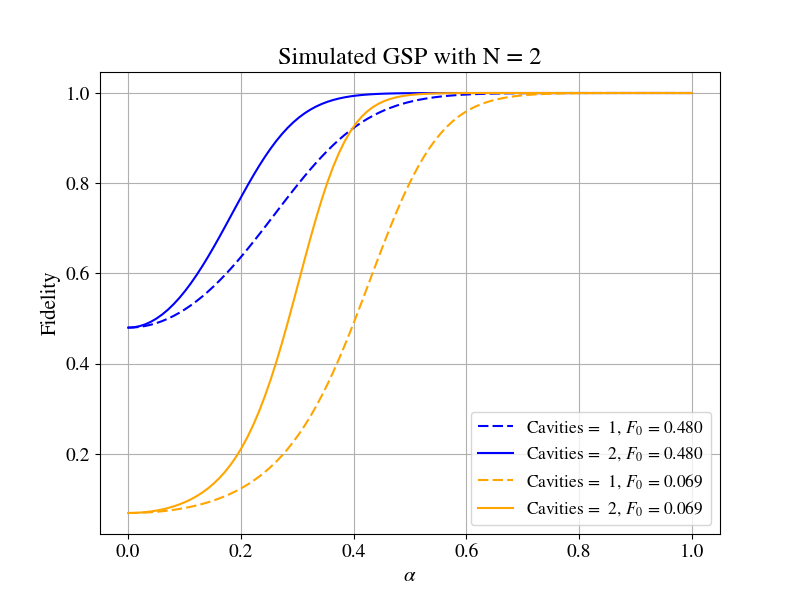 Simulated GSP with N = 2
Fidelity
1.0
0.8
0.6
0.4
0.2
0.0 0.2 0.4 0.6 0.8 1.0
α
Cavities = 1, F₀ = 0.480
Cavities = 2, F₀ = 0.480
Cavities = 1, F₀ = 0.069
Cavities = 2, F₀ = 0.069